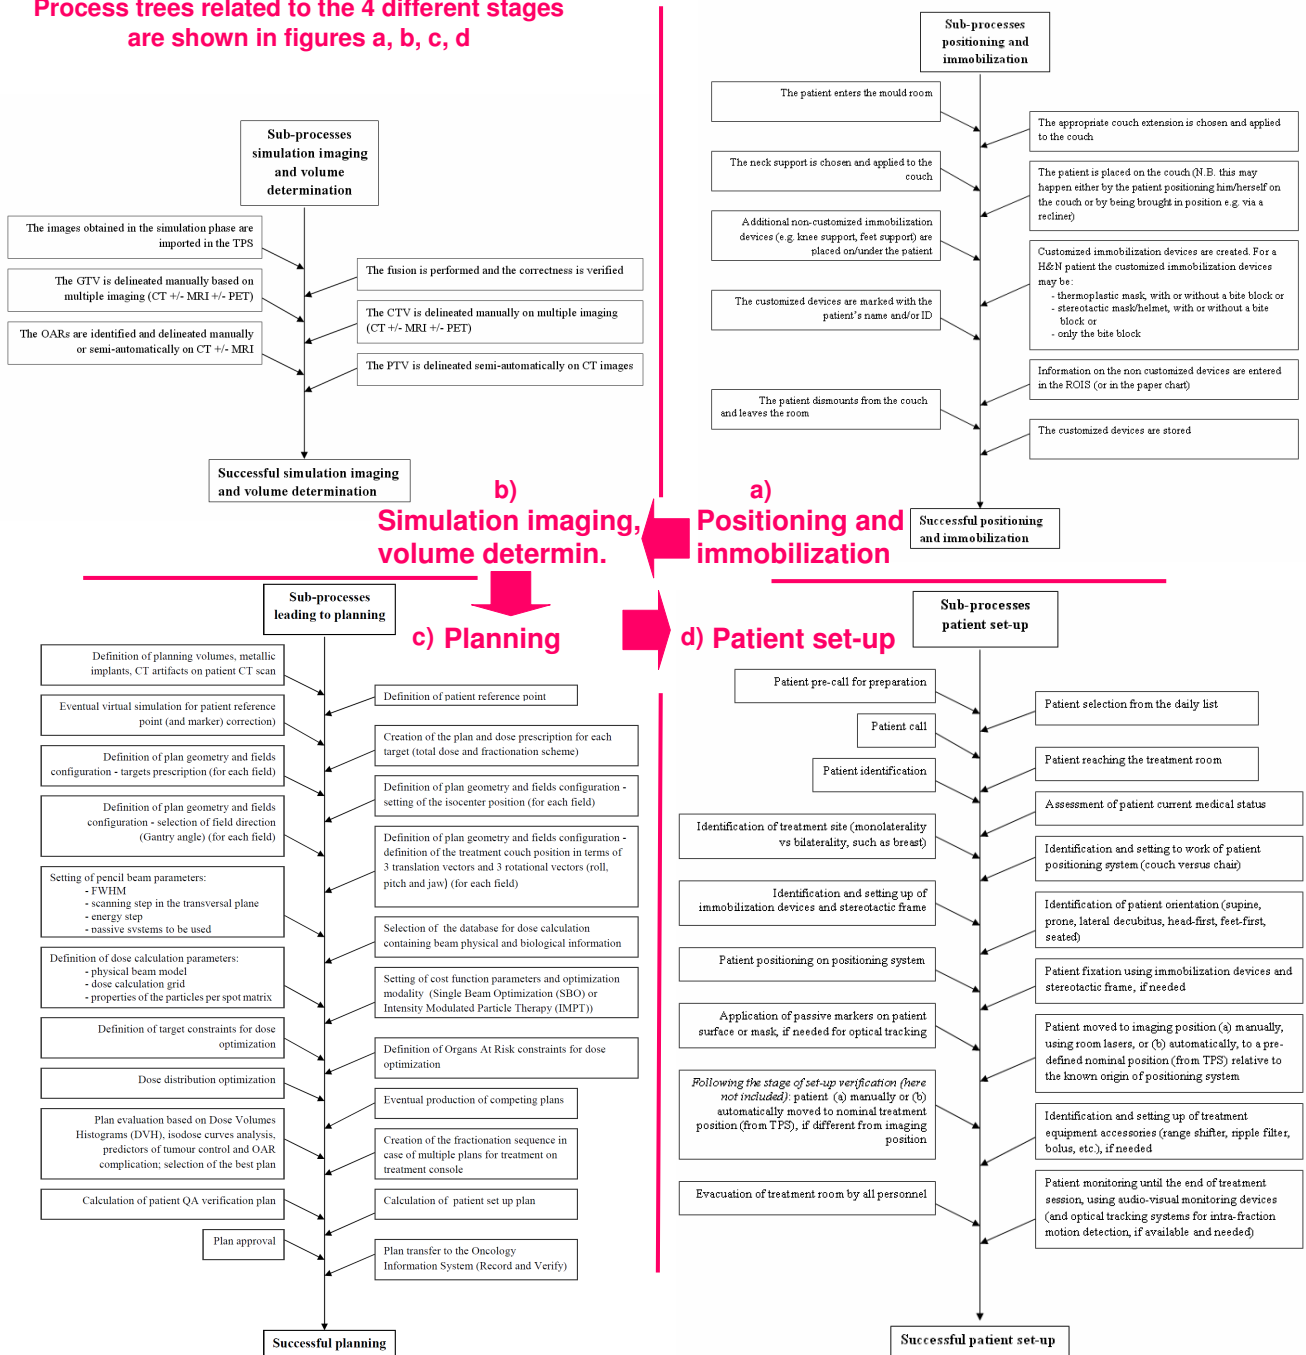 Process trees related to the 4 different stages
are shown in figures a, b, c, d
Sub-processes
positioning and
immobilization
The patient enters the mould room
The appropriate couch extension is chosen and applied
to the couch
The neck support is chosen and applied to the
couch
The patient is placed on the couch (N.B. this may
happen either by the patient positioning him/herself on
the couch or by being brought in position e.g. via a
recliner)
Additional non-customized immobilization
devices (e.g. knee support, feet support) are
placed on/under the patient
Customized immobilization devices are created. For a
H&N patient the customized immobilization devices
may be:
- thermoplastic mask, with or without a bite block or
- stereotactic mask/helmet, with or without a bite
block or
- only the bite block
The customized devices are marked with the
patient's name and/or ID
Information on the non customized devices are entered
in the ROIS (or in the paper chart)
The patient dismounts from the couch
and leaves the room
The customized devices are stored
Successful positioning
and immobilization
a)
Positioning and
immobilization
Sub-processes
simulation imaging
and volume
determination
The images obtained in the simulation phase are
imported in the TPS
The fusion is performed and the correctness is verified
The GTV is delineated manually based on
multiple imaging (CT +/- MRI +/- PET)
The CTV is delineated manually on multiple imaging
(CT +/- MRI +/- PET)
The OARs are identified and delineated manually
or semi-automatically on CT +/- MRI
The PTV is delineated semi-automatically on CT images
Successful simulation imaging
and volume determination
b)
Simulation imaging,
volume determin.
Sub-processes
leading to planning
c) Planning
Definition of planning volumes, metallic
implants, CT artifacts on patient CT scan
Definition of patient reference point
Eventual virtual simulation for patient reference
point (and marker) correction)
Creation of the plan and dose prescription for each
target (total dose and fractionation scheme)
Definition of plan geometry and fields
configuration - targets prescription (for each field)
Definition of plan geometry and fields configuration -
setting of the isocenter position (for each field)
Definition of plan geometry and fields
configuration - selection of field direction
(Gantry angle) (for each field)
Definition of plan geometry and fields configuration -
definition of the treatment couch position in terms of
3 translation vectors and 3 rotational vectors (roll,
pitch and jaw) (for each field)
Setting of pencil beam parameters:
- FWHM
- scanning step in the transversal plane
- energy step
- passive systems to be used
Selection of the database for dose calculation
containing beam physical and biological information
Definition of dose calculation parameters:
- physical beam model
- dose calculation grid
- properties of the particles per spot matrix
Setting of cost function parameters and optimization
modality (Single Beam Optimization (SBO) or
Intensity Modulated Particle Therapy (IMPT))
Definition of target constraints for dose
optimization
Definition of Organs At Risk constraints for dose
optimization
Dose distribution optimization
Eventual production of competing plans
Plan evaluation based on Dose Volumes
Histograms (DVH), isodose curves analysis,
predictors of tumour control and OAR
complication; selection of the best plan
Creation of the fractionation sequence in
case of multiple plans for treatment on
treatment console
Calculation of patient QA verification plan
Calculation of patient set up plan
Plan approval
Plan transfer to the Oncology
Information System (Record and Verify)
Successful planning
d) Patient set-up
Sub-processes
patient set-up
Patient pre-call for preparation
Patient selection from the daily list
Patient call
Patient reaching the treatment room
Patient identification
Assessment of patient current medical status
Identification of treatment site (monolaterality
vs bilaterality, such as breast)
Identification and setting to work of patient
positioning system (couch versus chair)
Identification and setting up of
immobilization devices and stereotactic frame
Identification of patient orientation (supine,
prone, lateral decubitus, head-first, feet-first,
seated)
Patient positioning on positioning system
Patient fixation using immobilization devices and
stereotactic frame, if needed
Application of passive markers on patient
surface or mask, if needed for optical tracking
Patient moved to imaging position (a) manually,
using room lasers, or (b) automatically, to a pre-
defined nominal position (from TPS) relative to
the known origin of positioning system
Following the stage of set-up verification (here
not included): patient (a) manually or (b)
automatically moved to nominal treatment
position (from TPS), if different from imaging
position
Identification and setting up of treatment
equipment accessories (range shifter, ripple filter,
bolus, etc.), if needed
Evacuation of treatment room by all personnel
Patient monitoring until the end of treatment
session, using audio-visual monitoring devices
(and optical tracking systems for intra-fraction
motion detection, if available and needed)
Successful patient set-up